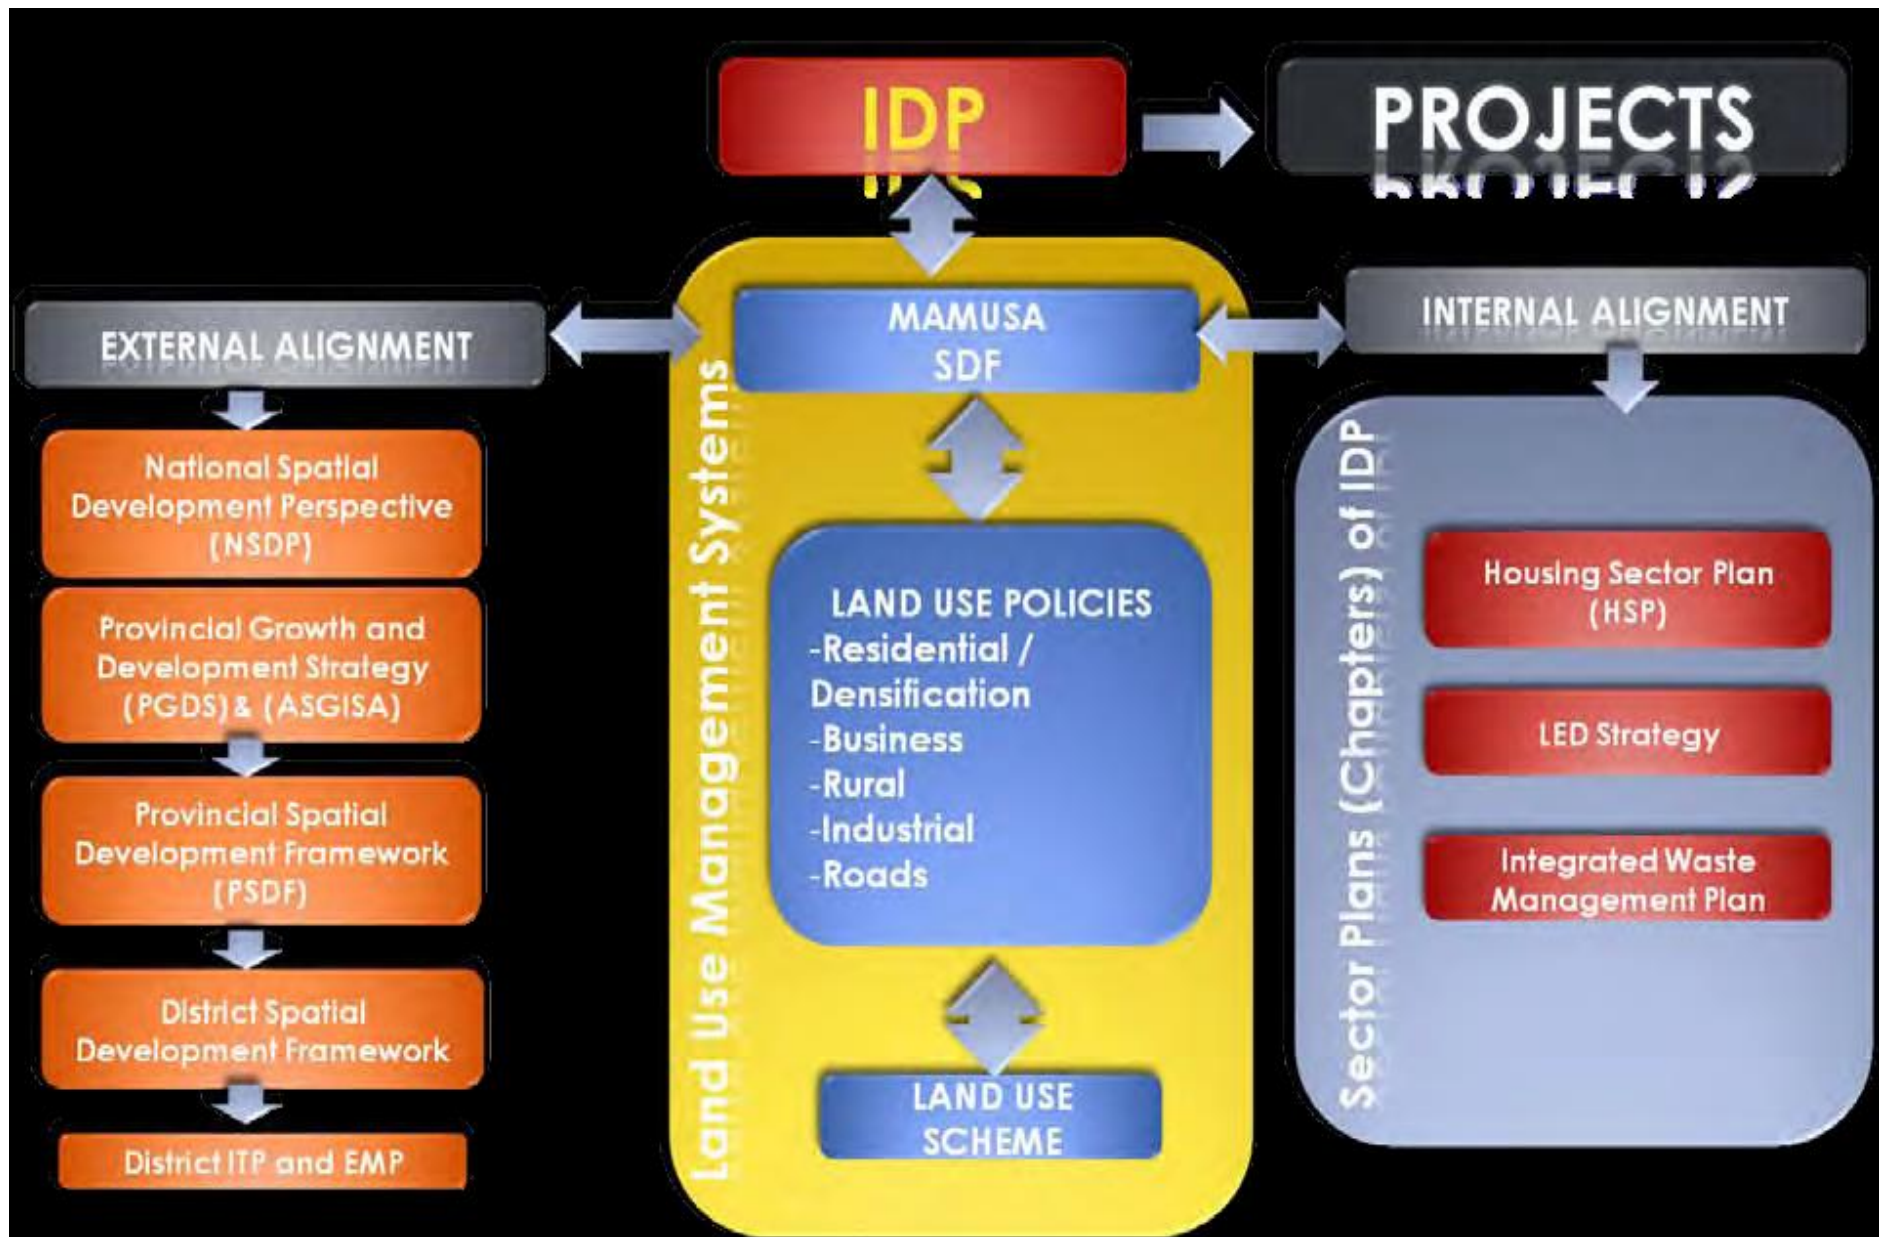 IDP
PROJECTS
EXTERNAL ALIGNMENT
National Spatial
Development Perspective
(NSDP)
Provincial Growth and
Development Strategy
(PGDS) & (ASGISA)
Provincial Spatial
Development Framework
(PSDF)
District Spatial
Development Framework
District ITP and EMP
Land Use Management Systems
MAMUSA
SDF
LAND USE POLICIES
-Residential /
Densification
-Business
-Rural
-Industrial
-Roads
LAND USE
SCHEME
INTERNAL ALIGNMENT
Sector Plans (Chapters) of IDP
Housing Sector Plan
(HSP)
LED Strategy
Integrated Waste
Management Plan